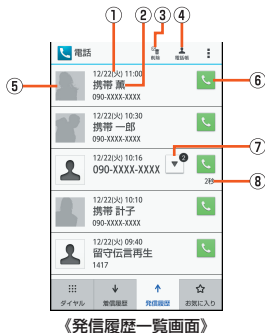 ① ② ③ ④
電話
削除 電話帳
⑤ 12/22(火) 11:00
携帯 薫
090-XXXX-XXXX
⑥
12/22(火) 10:30
携帯 一郎
090-XXXX-XXXX
⑦
12/22(火) 10:16
090-XXXX-XXXX ▼ 2
2秒 ⑧
12/22(火) 10:10
携帯 計子
090-XXXX-XXXX
12/22(火) 09:40
留守伝言再生
1417
ダイヤル 着信履歴 発信履歴 お気に入り
《発信履歴一覧画面》